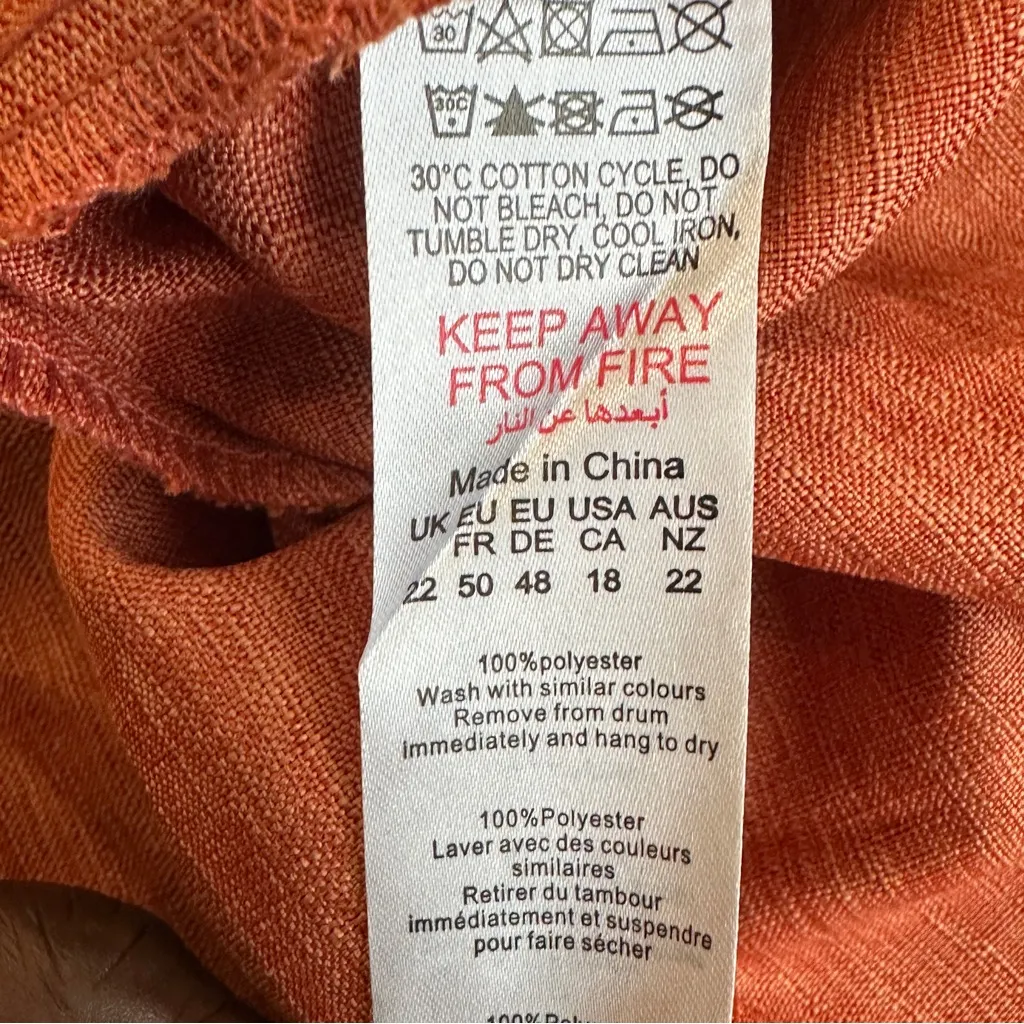 30
30C
30°C COTTON CYCLE, DO
NOT BLEACH, DO NOT
TUMBLE DRY, COOL IRON,
DO NOT DRY CLEAN
KEEP AWAY
FROM FIRE
أبعدها عن النار
Made in China
UK EU EU USA AUS
FR DE CA NZ
22 50 48 18 22
100%polyester
Wash with similar colours
Remove from drum
immediately and hang to dry
100%Polyester
Laver avec des couleurs
similaires
Retirer du tambour
immédiatement et suspendre
pour faire sécher